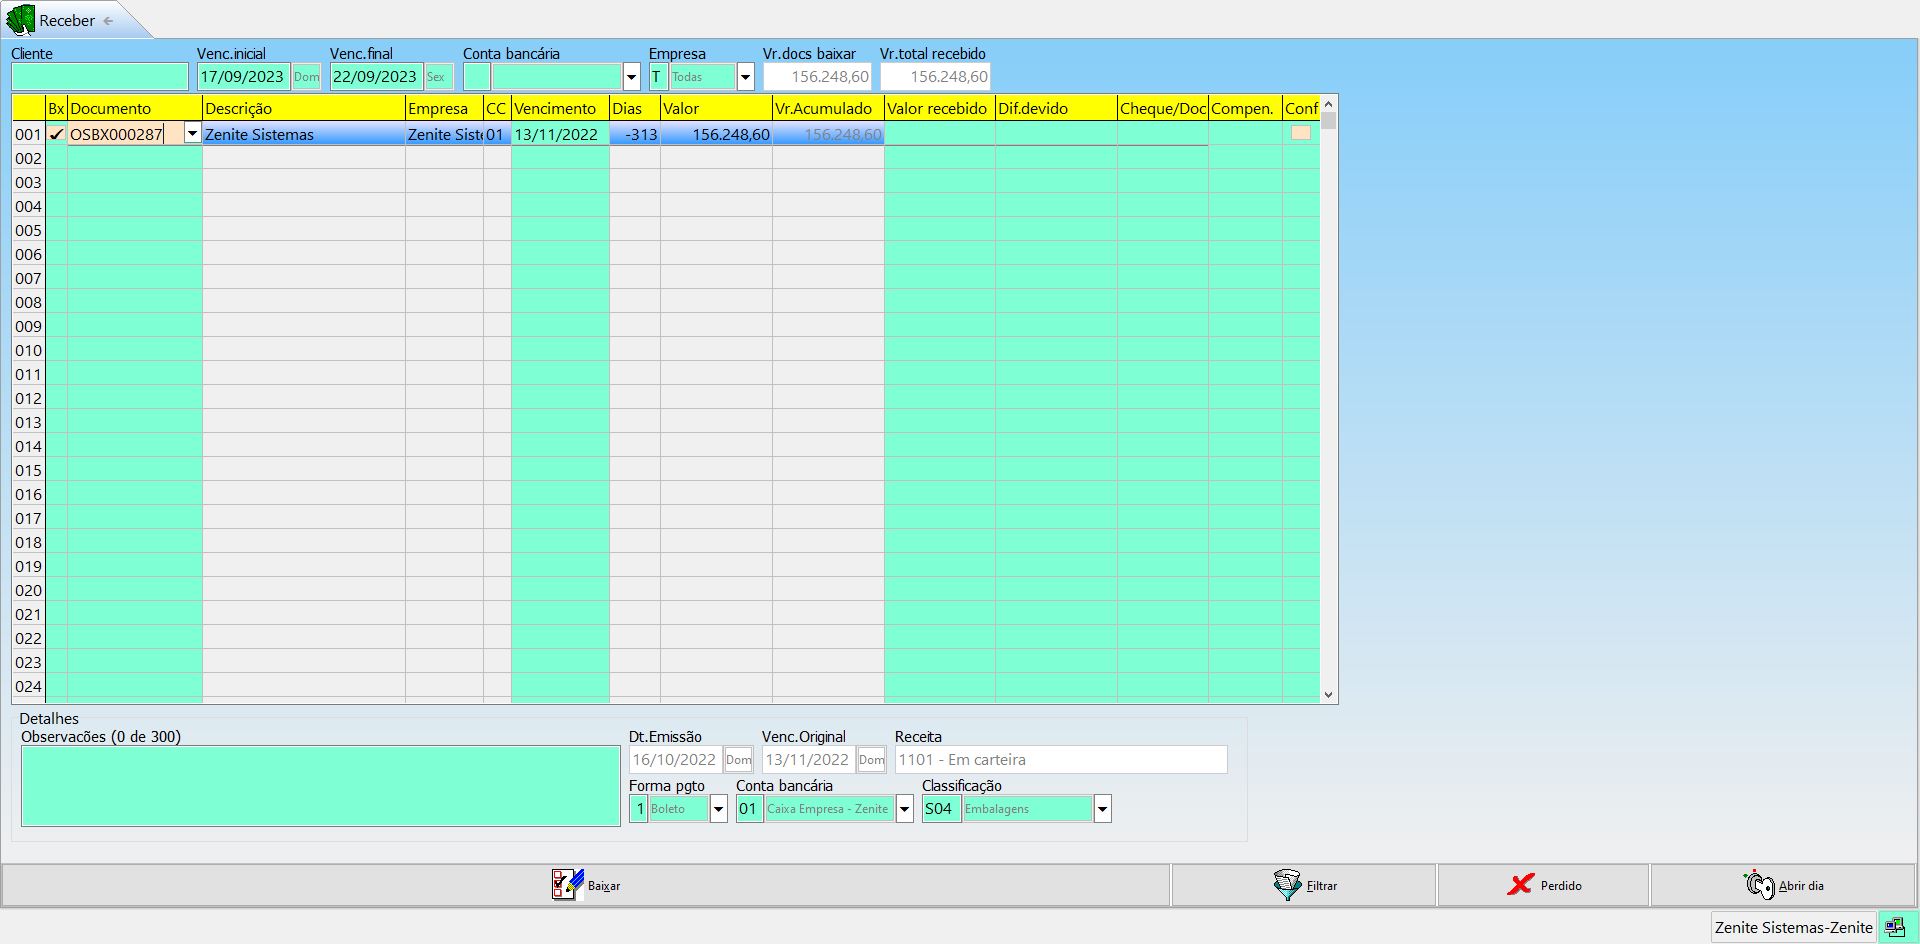 Receber
Cliente Venc.inicial Venc.final Conta bancária Empresa Vr.docs baixar Vr.total recebido
17/09/2023 Dom 22/09/2023 Sex T Todas 156.248,60 156.248,60
Bx Documento Descrição Empresa CC Vencimento Dias Valor Vr.Acumulado Valor recebido Dif.devido Cheque/Doc Compen. Conf
001 OSBX000287 Zenite Sistemas Zenite Siste 01 13/11/2022 -313 156.248,60 156.248,60
002
003
004
005
006
007
008
009
010
011
012
013
014
015
016
017
018
019
020
021
022
023
024
Detalhes
Observacões (0 de 300) Dt.Emissão Venc.Original Receita
16/10/2022 Dom 13/11/2022 Dom 1101 - Em carteira
Forma pgto Conta bancária Classificação
1 Boleto 01 Caixa Empresa - Zenite S04 Embalagens
Baixar Filtrar Perdido Abrir dia
Zenite Sistemas-Zenite